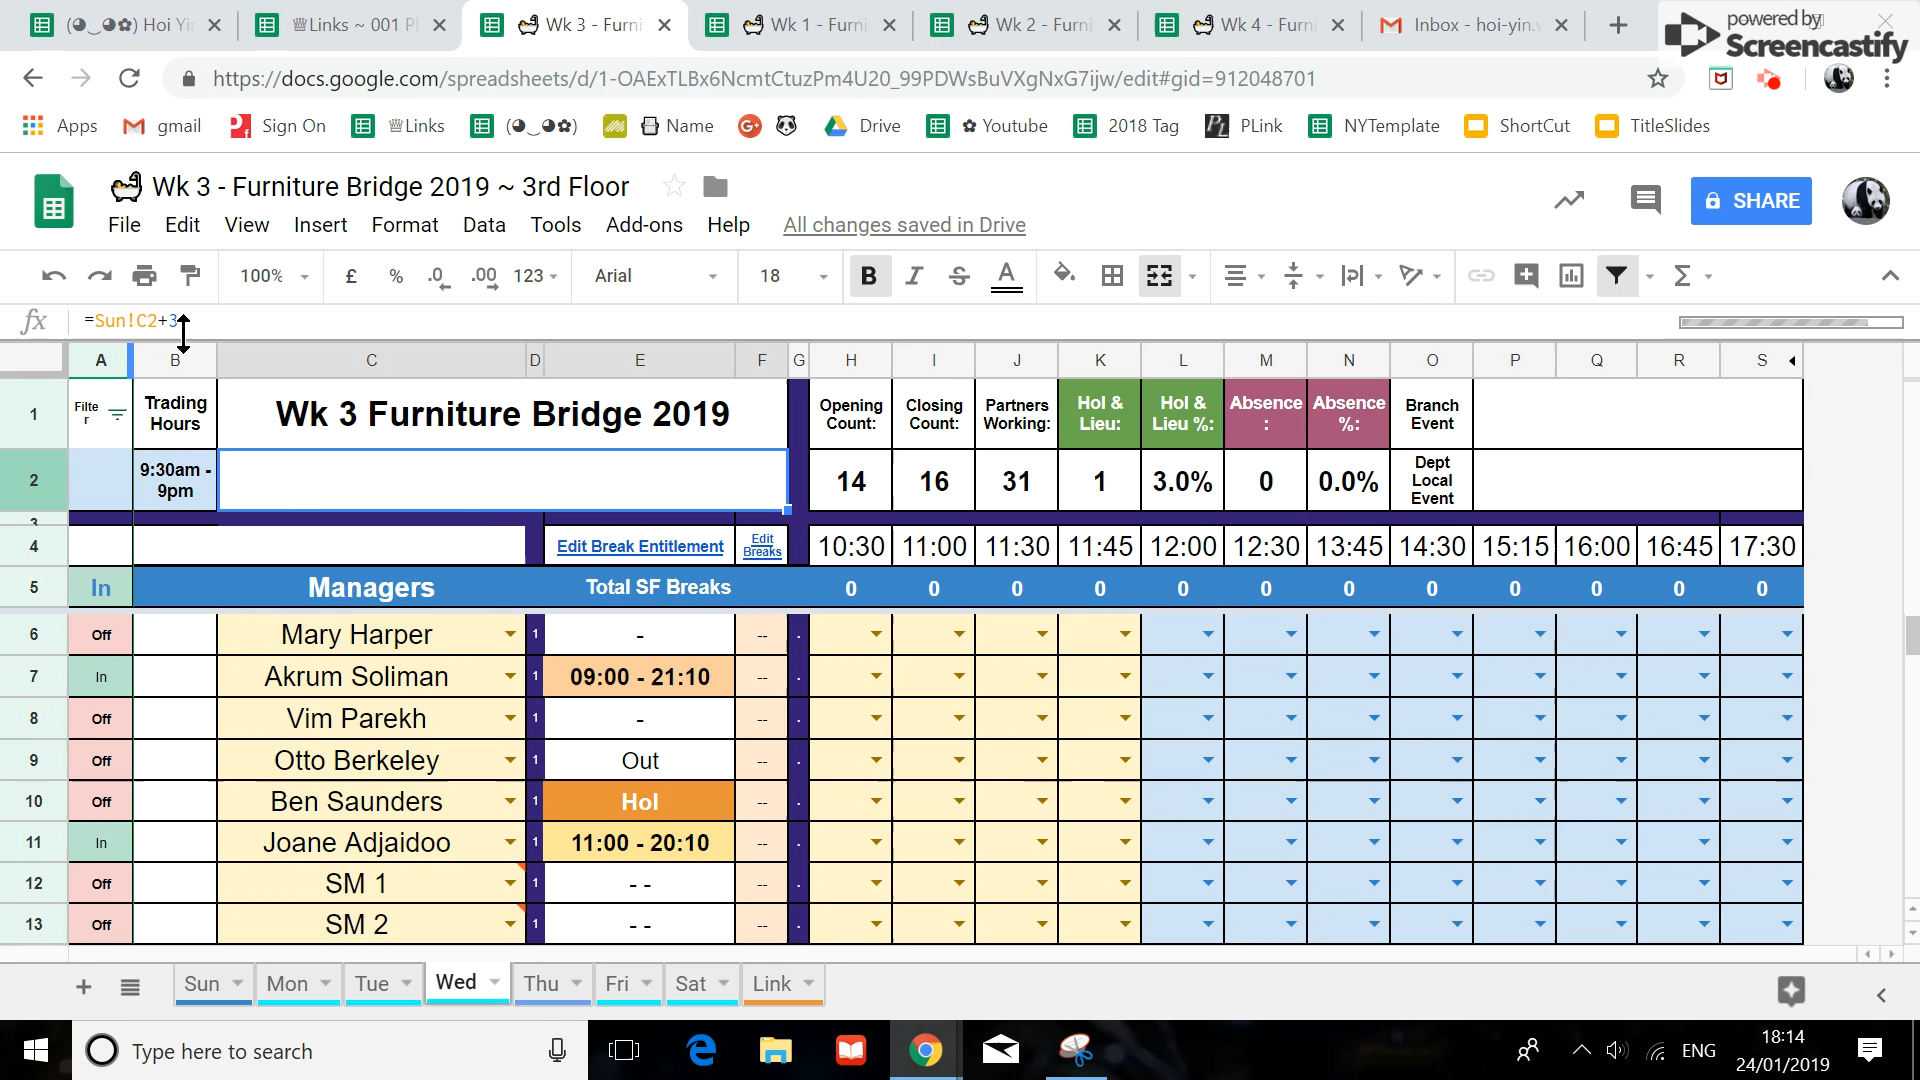 (◕‿◕✿) Hoi Yin
♕Links ~ 001 Pl
Wk 3 - Furni
Wk 1 - Furni
Wk 2 - Furni
Wk 4 - Furni
Inbox - hoi-yin.w
powered by
Screencastify
https://docs.google.com/spreadsheets/d/1-OAExTLBx6NcmtCtuzPm4U20_99PDWsBuVXgNxG7ijw/edit#gid=912048701
Apps gmail Sign On ♕Links (◕‿◕✿) Name Drive ✿ Youtube 2018 Tag PLink NYTemplate ShortCut TitleSlides
Wk 3 - Furniture Bridge 2019 ~ 3rd Floor
SHARE
File Edit View Insert Format Data Tools Add-ons Help All changes saved in Drive
100% £ % .0 .00 123 Arial 18 B I S A Σ
fx =Sun!C2+3
A B C D E F G H I J K L M N O P Q R S
1 Filter Trading Hours Wk 3 Furniture Bridge 2019 Opening Count: Closing Count: Partners Working: Hol & Lieu: Hol & Lieu %: Absence : Absence %: Branch Event
2 9:30am - 9pm 14 16 31 1 3.0% 0 0.0% Dept Local Event
3
4 Edit Break Entitlement Edit Breaks 10:30 11:00 11:30 11:45 12:00 12:30 13:45 14:30 15:15 16:00 16:45 17:30
5 In Managers Total SF Breaks 0 0 0 0 0 0 0 0 0 0 0 0
6 Off Mary Harper 1 - -- .
7 In Akrum Soliman 1 09:00 - 21:10 -- .
8 Off Vim Parekh 1 - -- .
9 Off Otto Berkeley 1 Out -- .
10 Off Ben Saunders 1 Hol -- .
11 In Joane Adjaidoo 1 11:00 - 20:10 -- .
12 Off SM 1 1 - - -- .
13 Off SM 2 1 - - -- .
Sun Mon Tue Wed Thu Fri Sat Link
Type here to search
ENG
18:14
24/01/2019